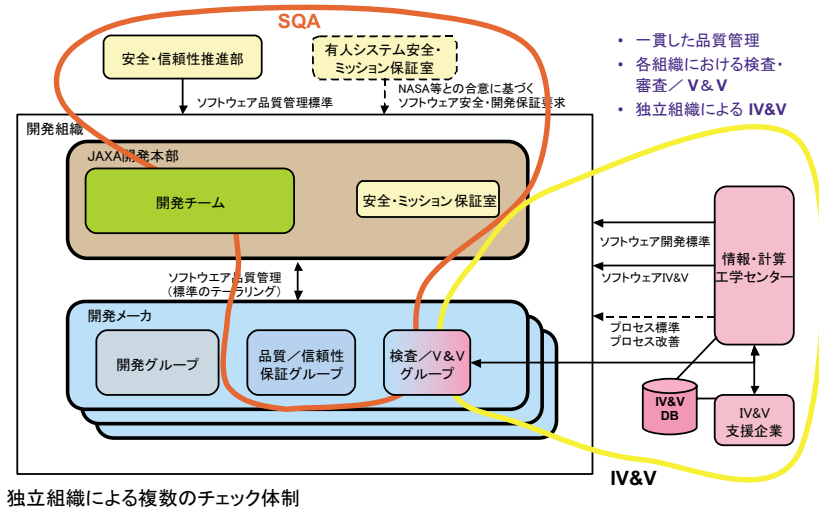 SQA
安全・信頼性推進部
有人システム安全・
ミッション保証室
• 一貫した品質管理
• 各組織における検査・
審査／V＆V
• 独立組織による IV&V
ソフトウェア品質管理標準
NASA等との合意に基づく
ソフトウェア安全・開発保証要求
開発組織
JAXA開発本部
開発チーム
安全・ミッション保証室
ソフトウエア品質管理
(標準のテーラリング)
ソフトウェア開発標準
ソフトウェアIV&V
プロセス標準
プロセス改善
情報・計算
工学センター
開発メーカ
開発グループ
品質／信頼性
保証グループ
検査／V＆V
グループ
IV&V
DB
IV&V
支援企業
IV&V
独立組織による複数のチェック体制